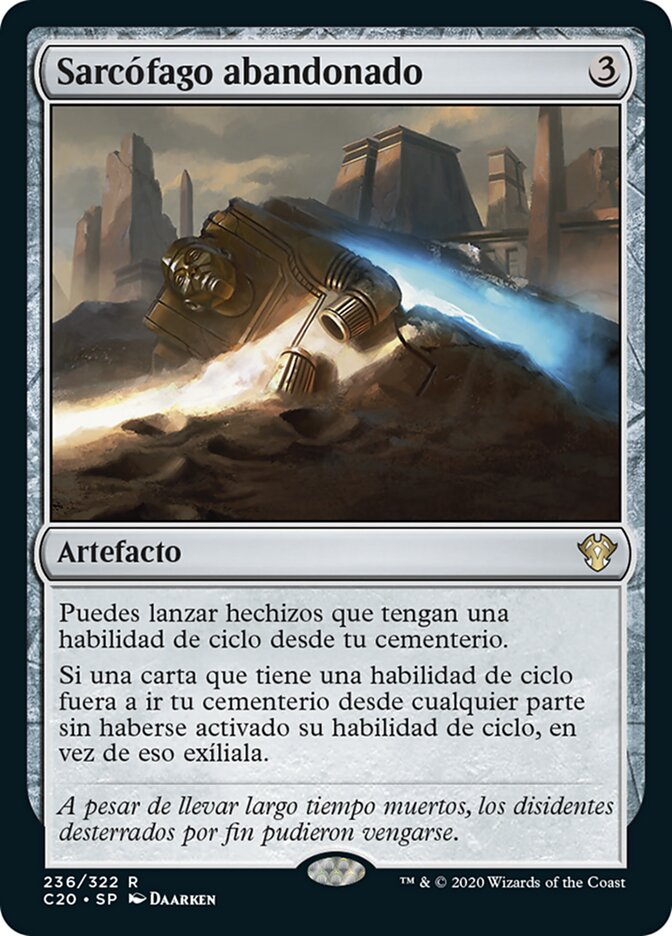 Sarcófago abandonado 3
Artefacto
Puedes lanzar hechizos que tengan una
habilidad de ciclo desde tu cementerio.
Si una carta que tiene una habilidad de ciclo
fuera a ir tu cementerio desde cualquier parte
sin haberse activado su habilidad de ciclo, en
vez de eso exíliala.
A pesar de llevar largo tiempo muertos, los disidentes
desterrados por fin pudieron vengarse.
236/322 R
C20 • SP Daarken
™ & © 2020 Wizards of the Coast